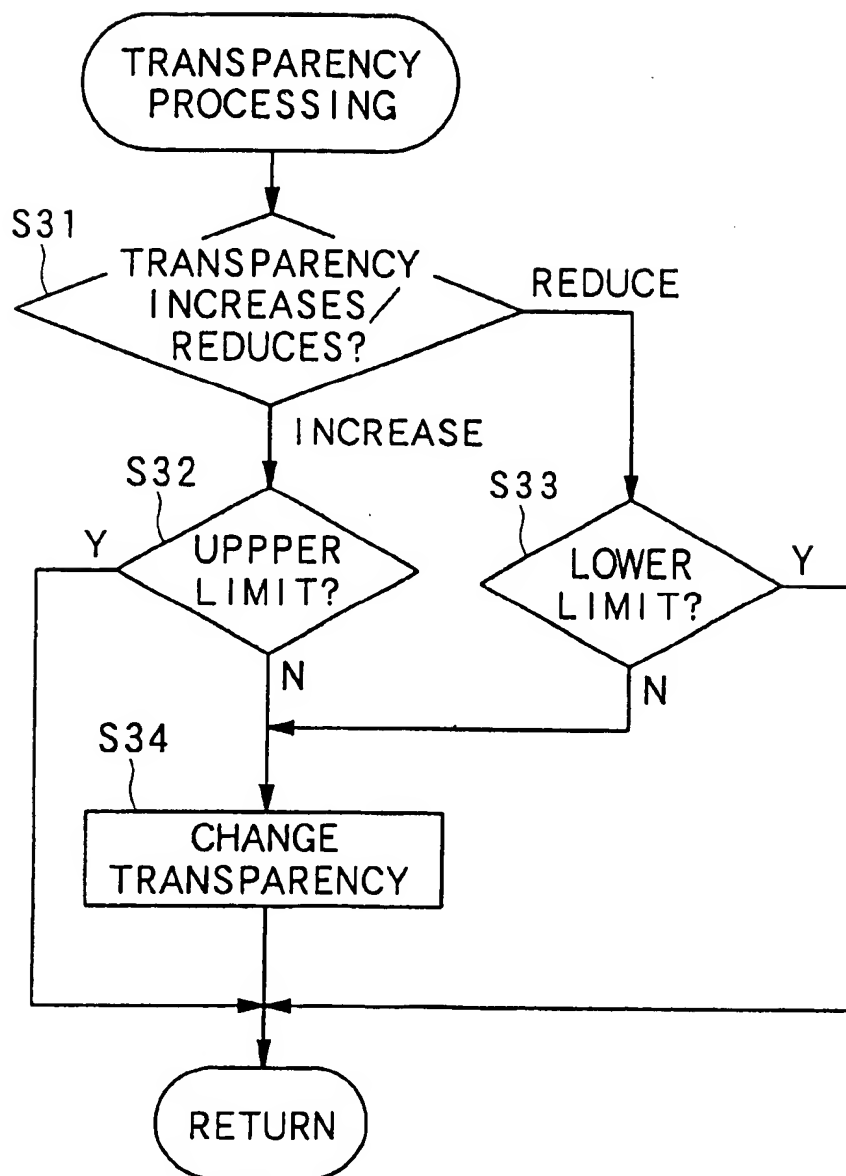 TRANSPARENCY
PROCESSING
S31
TRANSPARENCY
INCREASES/
REDUCES?
REDUCE
INCREASE
S32
Y
UPPPER
LIMIT?
N
S33
LOWER
LIMIT?
Y
N
S34
CHANGE
TRANSPARENCY
RETURN